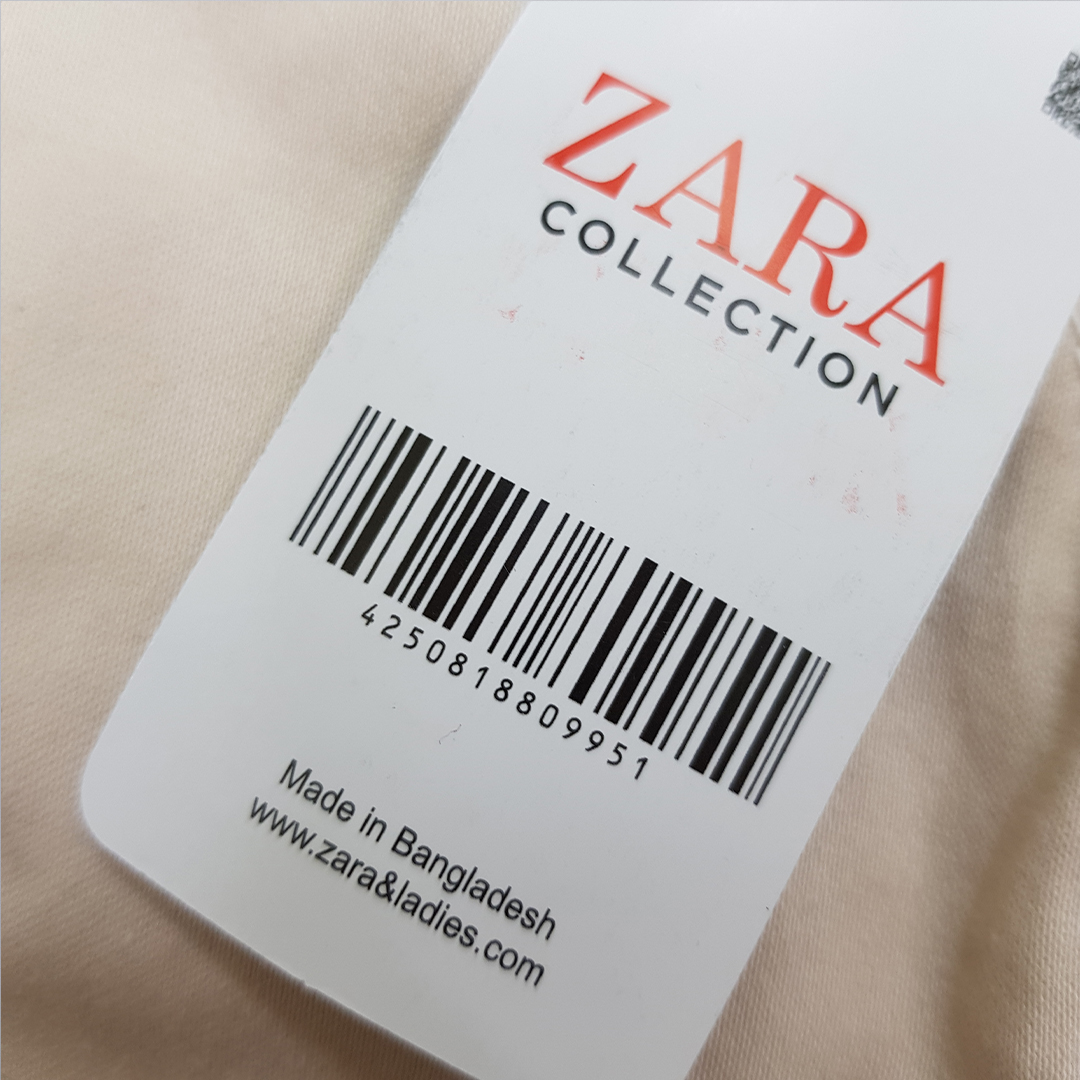 ZARA
COLLECTION
4250818809951
Made in Bangladesh
www.zara&ladies.com